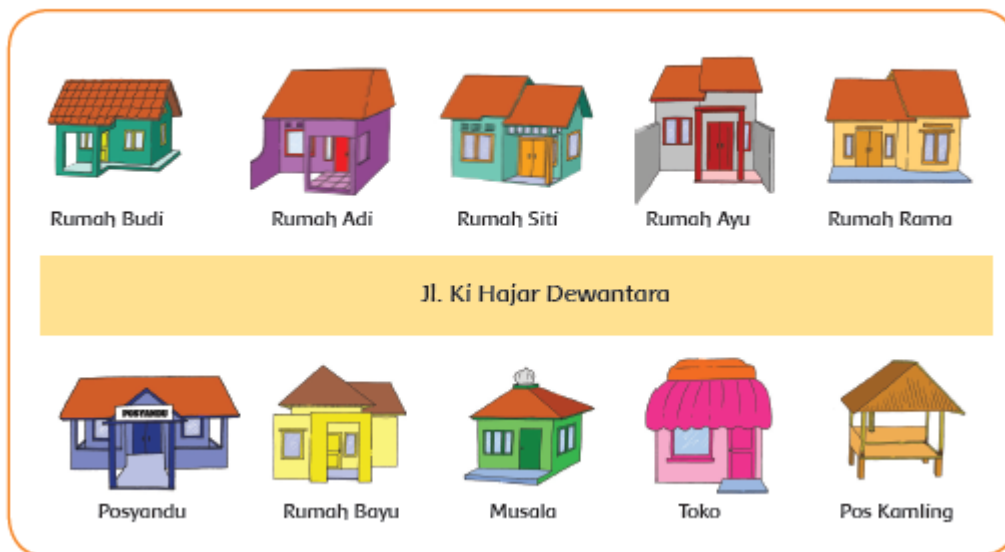 Rumah Budi
Rumah Adi
Rumah Siti
Rumah Ayu
Rumah Rama
Jl. Ki Hajar Dewantara
POSYANDU
Posyandu
Rumah Bayu
Musala
Toko
Pos Kamling